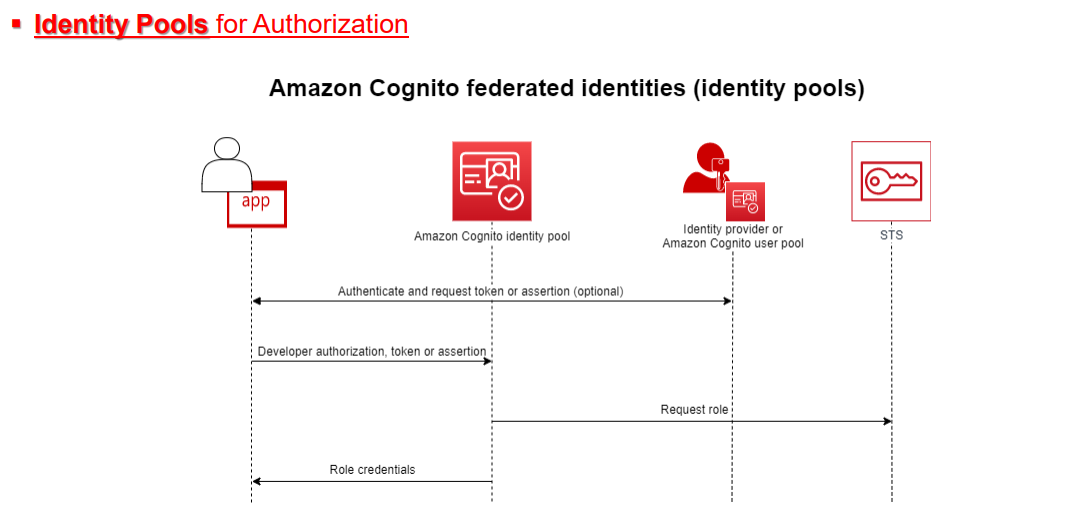 Identity Pools for Authorization
Amazon Cognito federated identities (identity pools)
app
Amazon Cognito identity pool
Identity provider or
Amazon Cognito user pool
STS
Authenticate and request token or assertion (optional)
Developer authorization, token or assertion
Request role
Role credentials